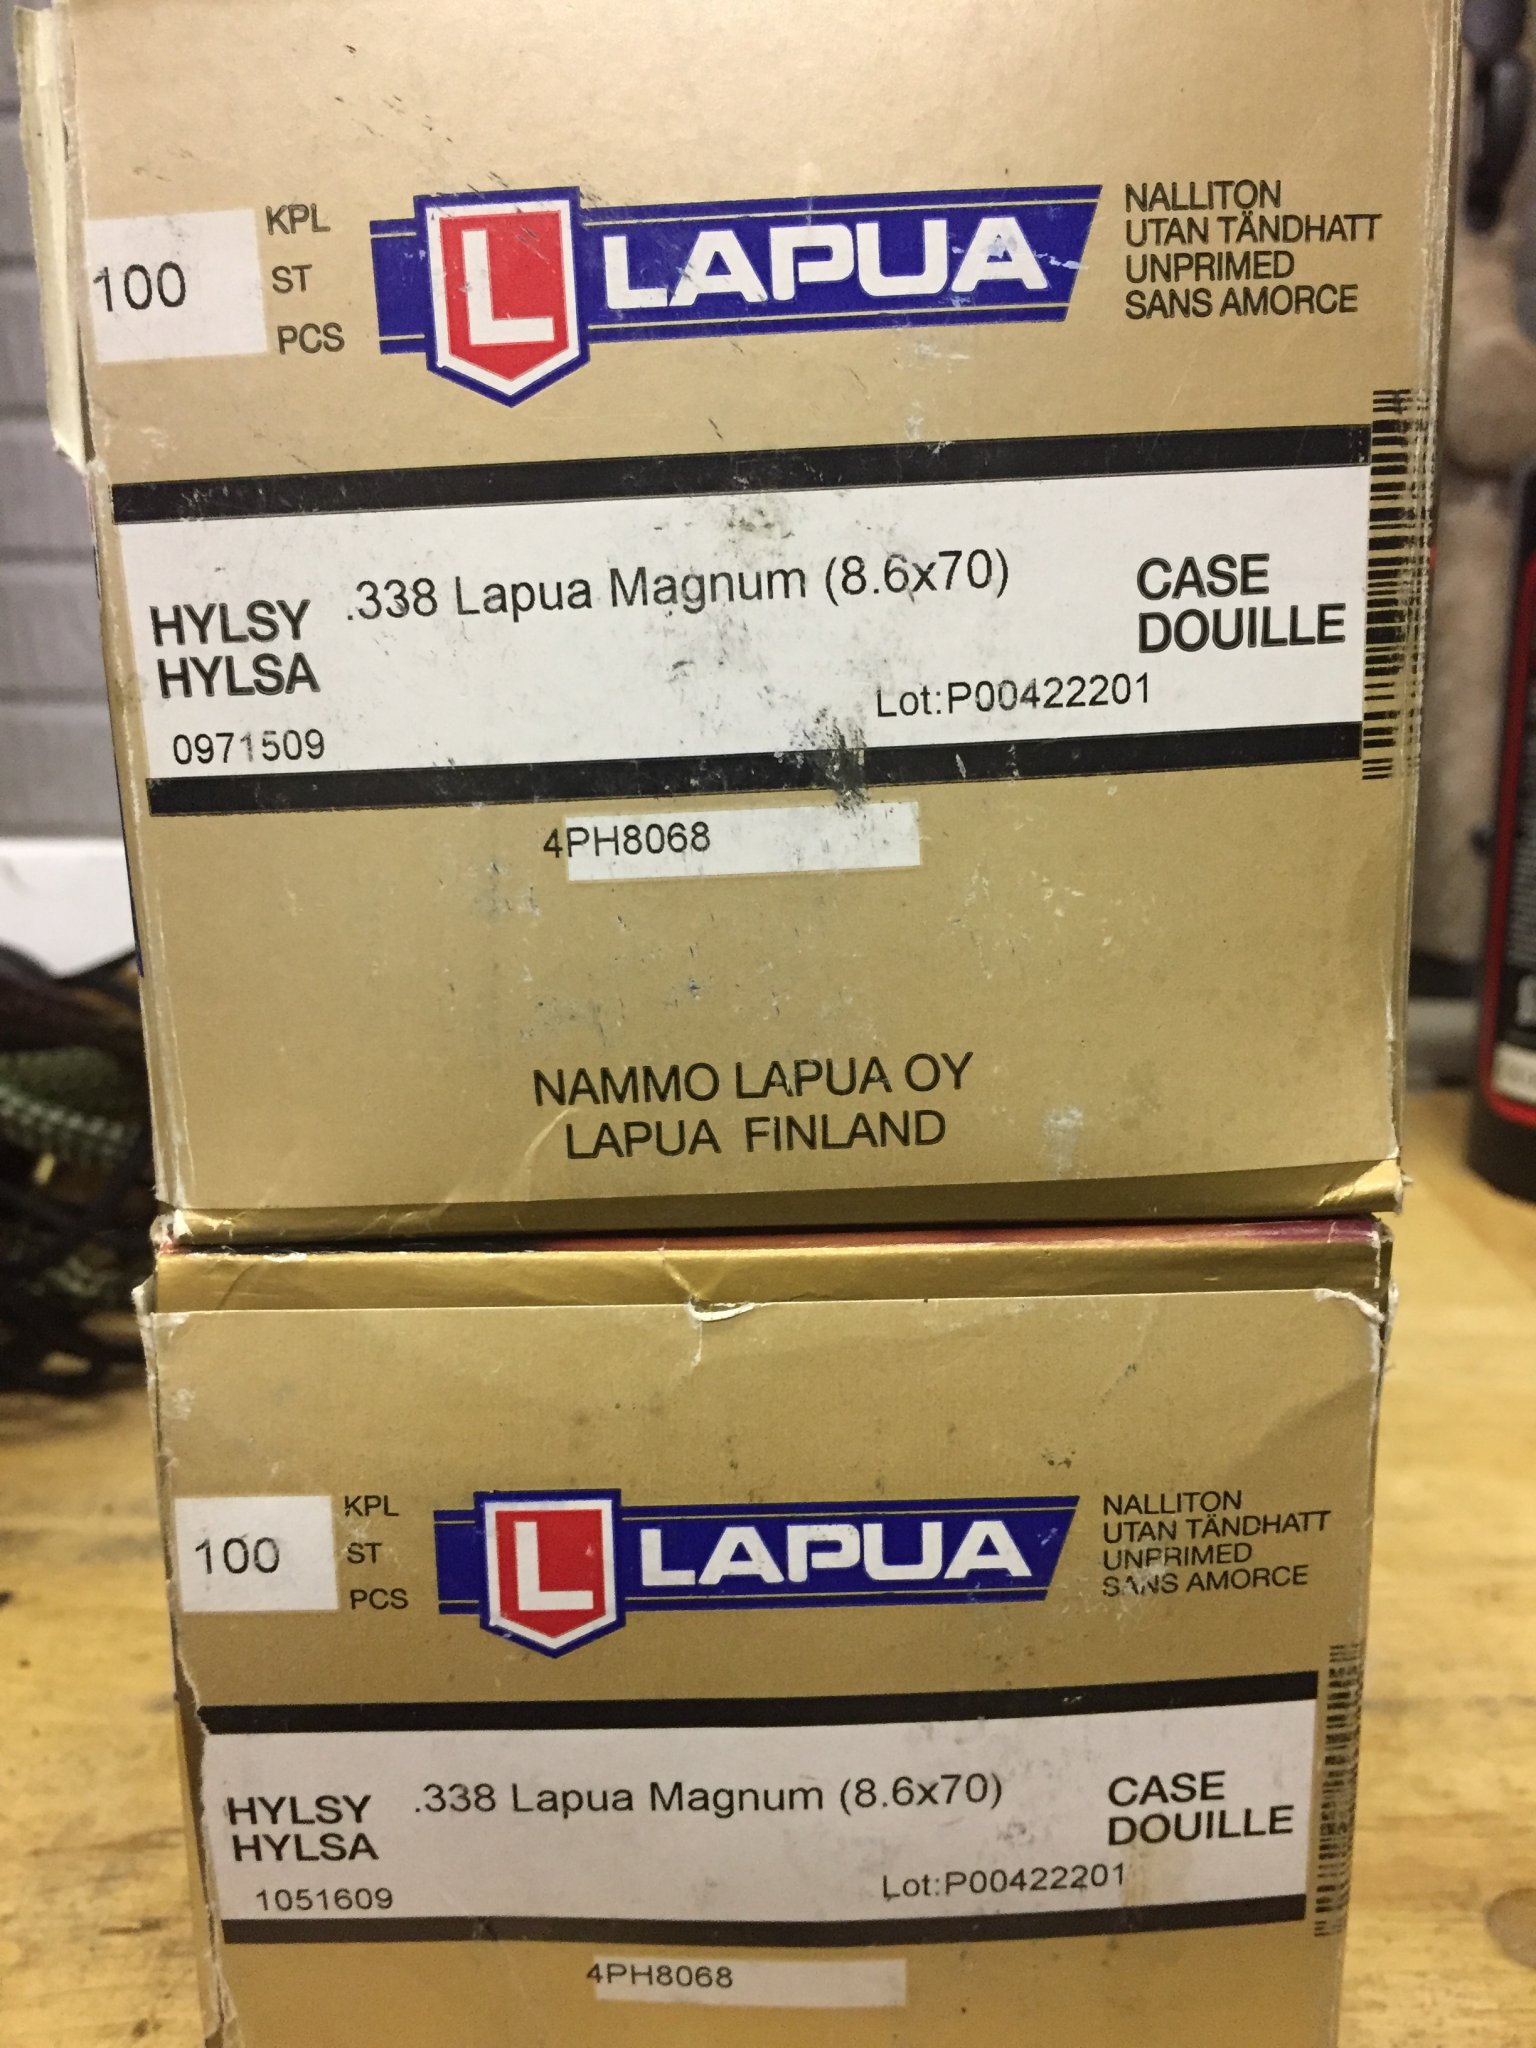 100
KPL
ST
PCS
L LAPUA
NALLITON
UTAN TÄNDHATT
UNPRIMED
SANS AMORCE
HYLSY
HYLSA
.338 Lapua Magnum (8.6x70)
CASE
DOUILLE
0971509
Lot:P00422201
4PH8068
NAMMO LAPUA OY
LAPUA FINLAND
100
KPL
ST
PCS
L LAPUA
NALLITON
UTAN TÄNDHATT
UNPRIMED
SANS AMORCE
HYLSY
HYLSA
.338 Lapua Magnum (8.6x70)
CASE
DOUILLE
1051609
Lot:P00422201
4PH8068